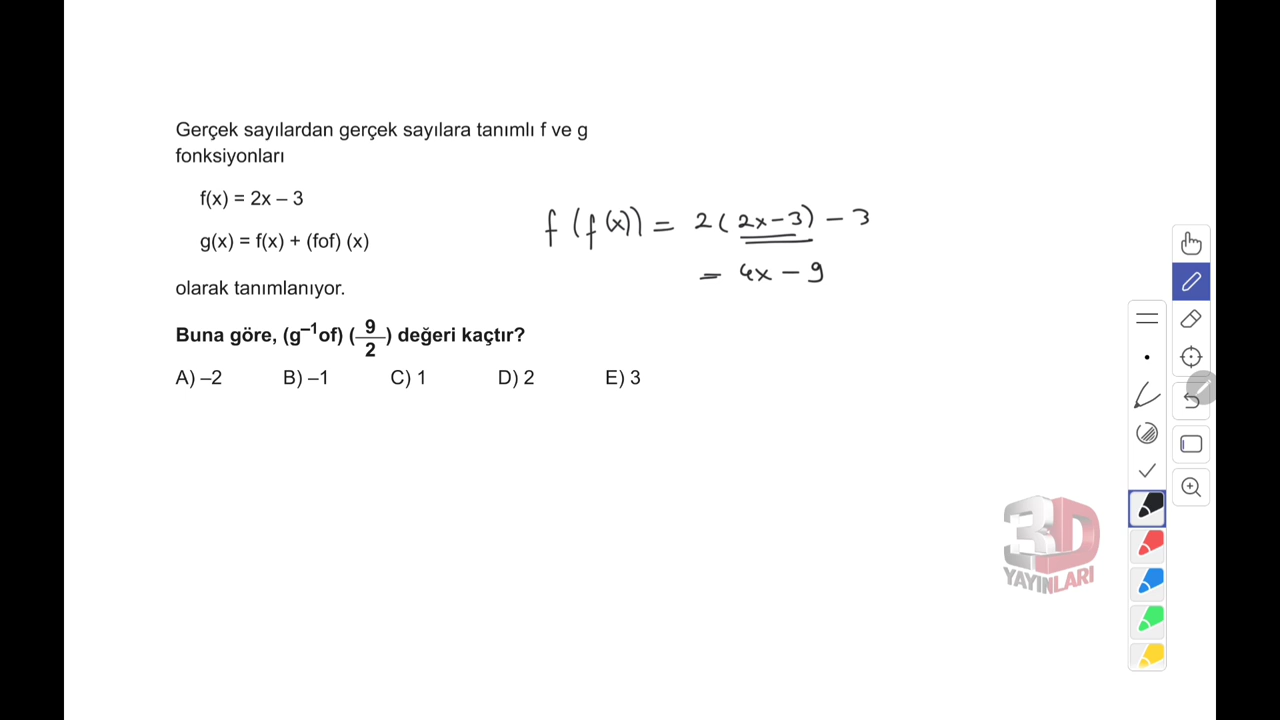 Gerçek sayılardan gerçek sayılara tanımlı f ve g
fonksiyonları
f(x) = 2x – 3
g(x) = f(x) + (fof) (x)
olarak tanımlanıyor.
Buna göre, (g⁻¹of) (9/2) değeri kaçtır?
A) –2 B) –1 C) 1 D) 2 E) 3
f (f(x)) = 2(2x-3) - 3
= 4x - 9
3D
YAYINLARI